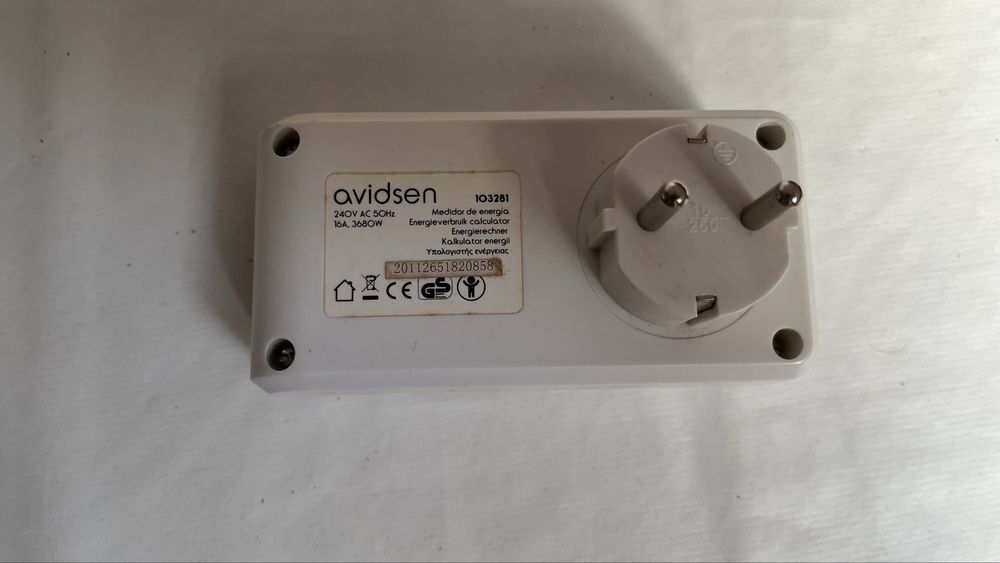 avidsen 103281
240V AC 50Hz Medidor de energia
16A, 3680W Energieverbruik calculator
Energierechner
Kalkulator energii
Υπολογιστής ενέργειας
20112651820858
CE GS
16
250